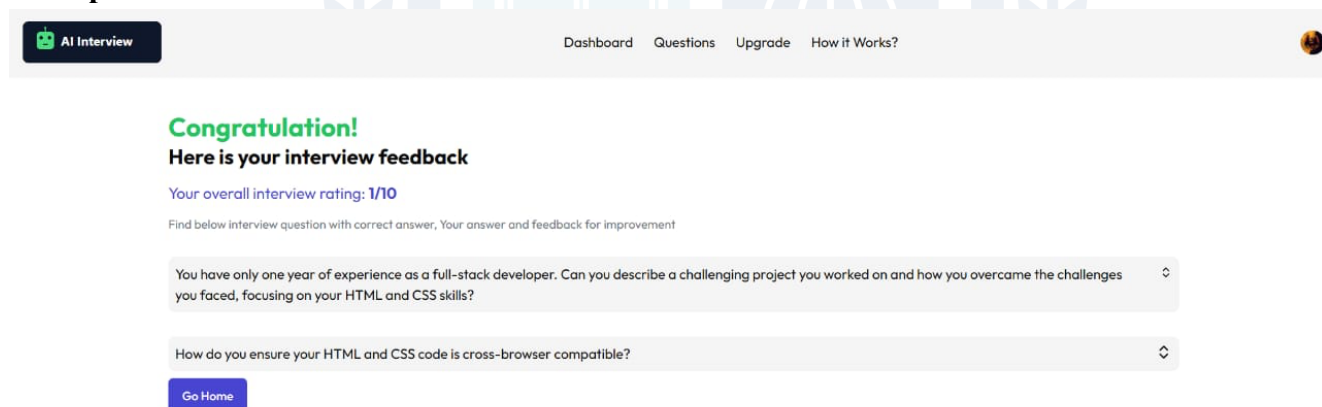 AI Interview
Dashboard Questions Upgrade How it Works?
Congratulation!
Here is your interview feedback
Your overall interview rating: 1/10
Find below interview question with correct answer, Your answer and feedback for improvement
You have only one year of experience as a full-stack developer. Can you describe a challenging project you worked on and how you overcame the challenges
you faced, focusing on your HTML and CSS skills?
How do you ensure your HTML and CSS code is cross-browser compatible?
Go Home